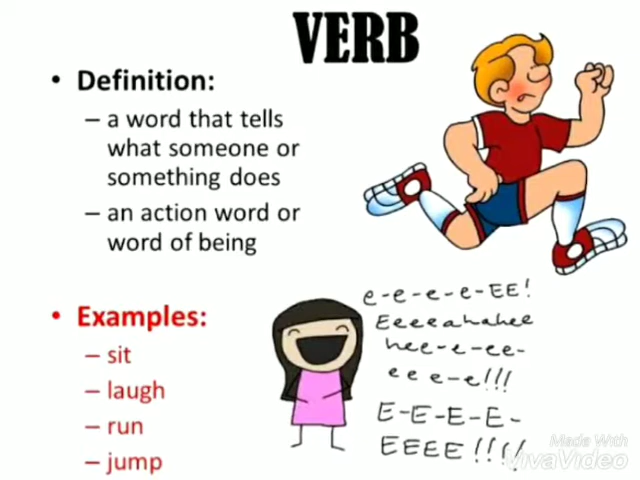 VERB
• Definition:
– a word that tells
what someone or
something does
– an action word or
word of being
• Examples:
– sit
– laugh
– run
– jump
e-e-e-e-EE!
Eeeeahahee
hee-e-ee-
e e e-e!!!
E-E-E-E-
EEEE!!!!
Made With
VivaVideo